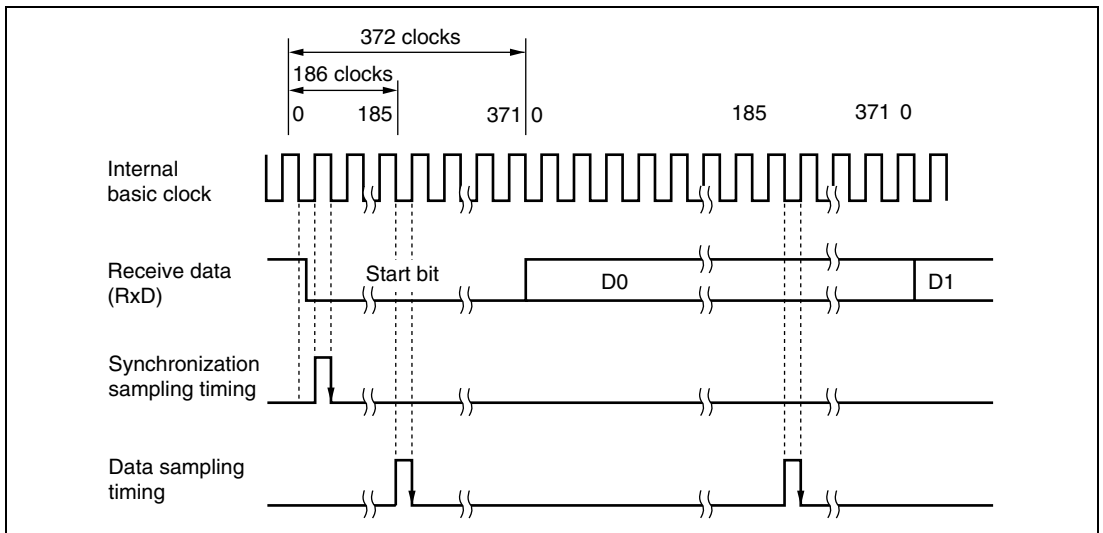 372 clocks
186 clocks
0 185 371 0 185 371 0
Internal
basic clock
Receive data
(RxD)
Start bit D0 D1
Synchronization
sampling timing
Data sampling
timing